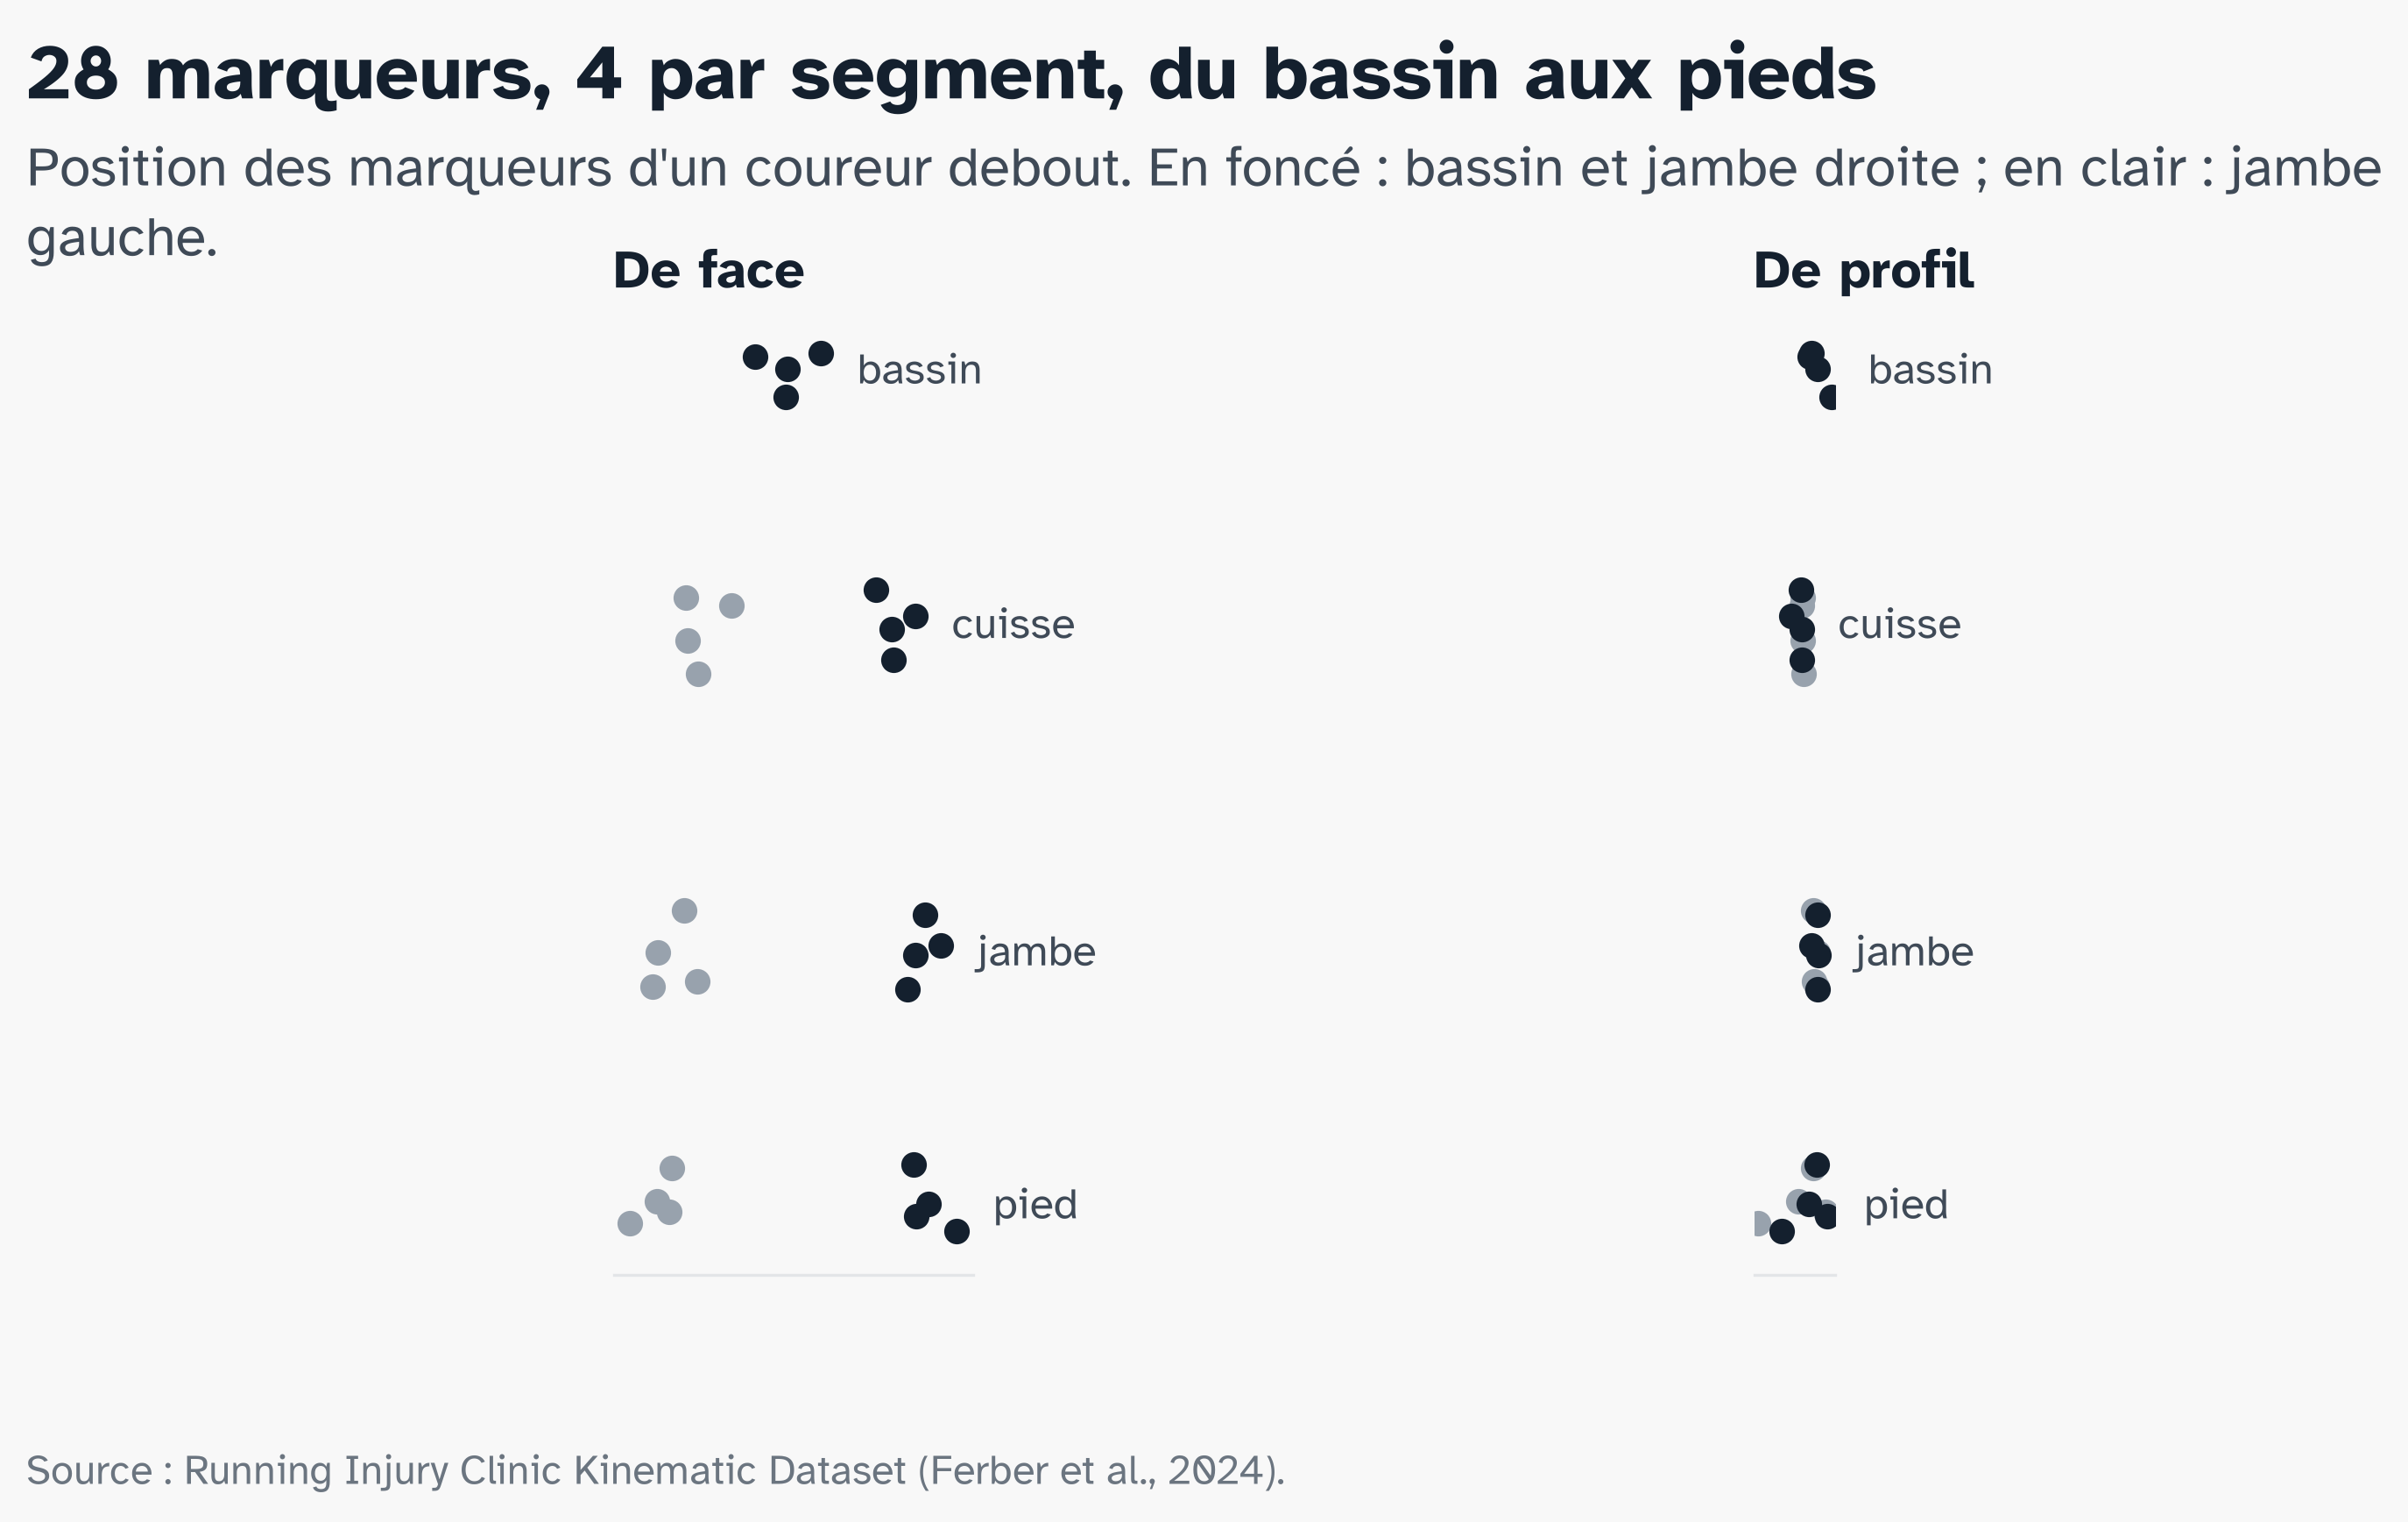 28 marqueurs, 4 par segment, du bassin aux pieds
Position des marqueurs d'un coureur debout. En foncé : bassin et jambe droite ; en clair : jambe
gauche.
De face
De profil
bassin
bassin
cuisse
cuisse
jambe
jambe
pied
pied
Source : Running Injury Clinic Kinematic Dataset (Ferber et al., 2024).